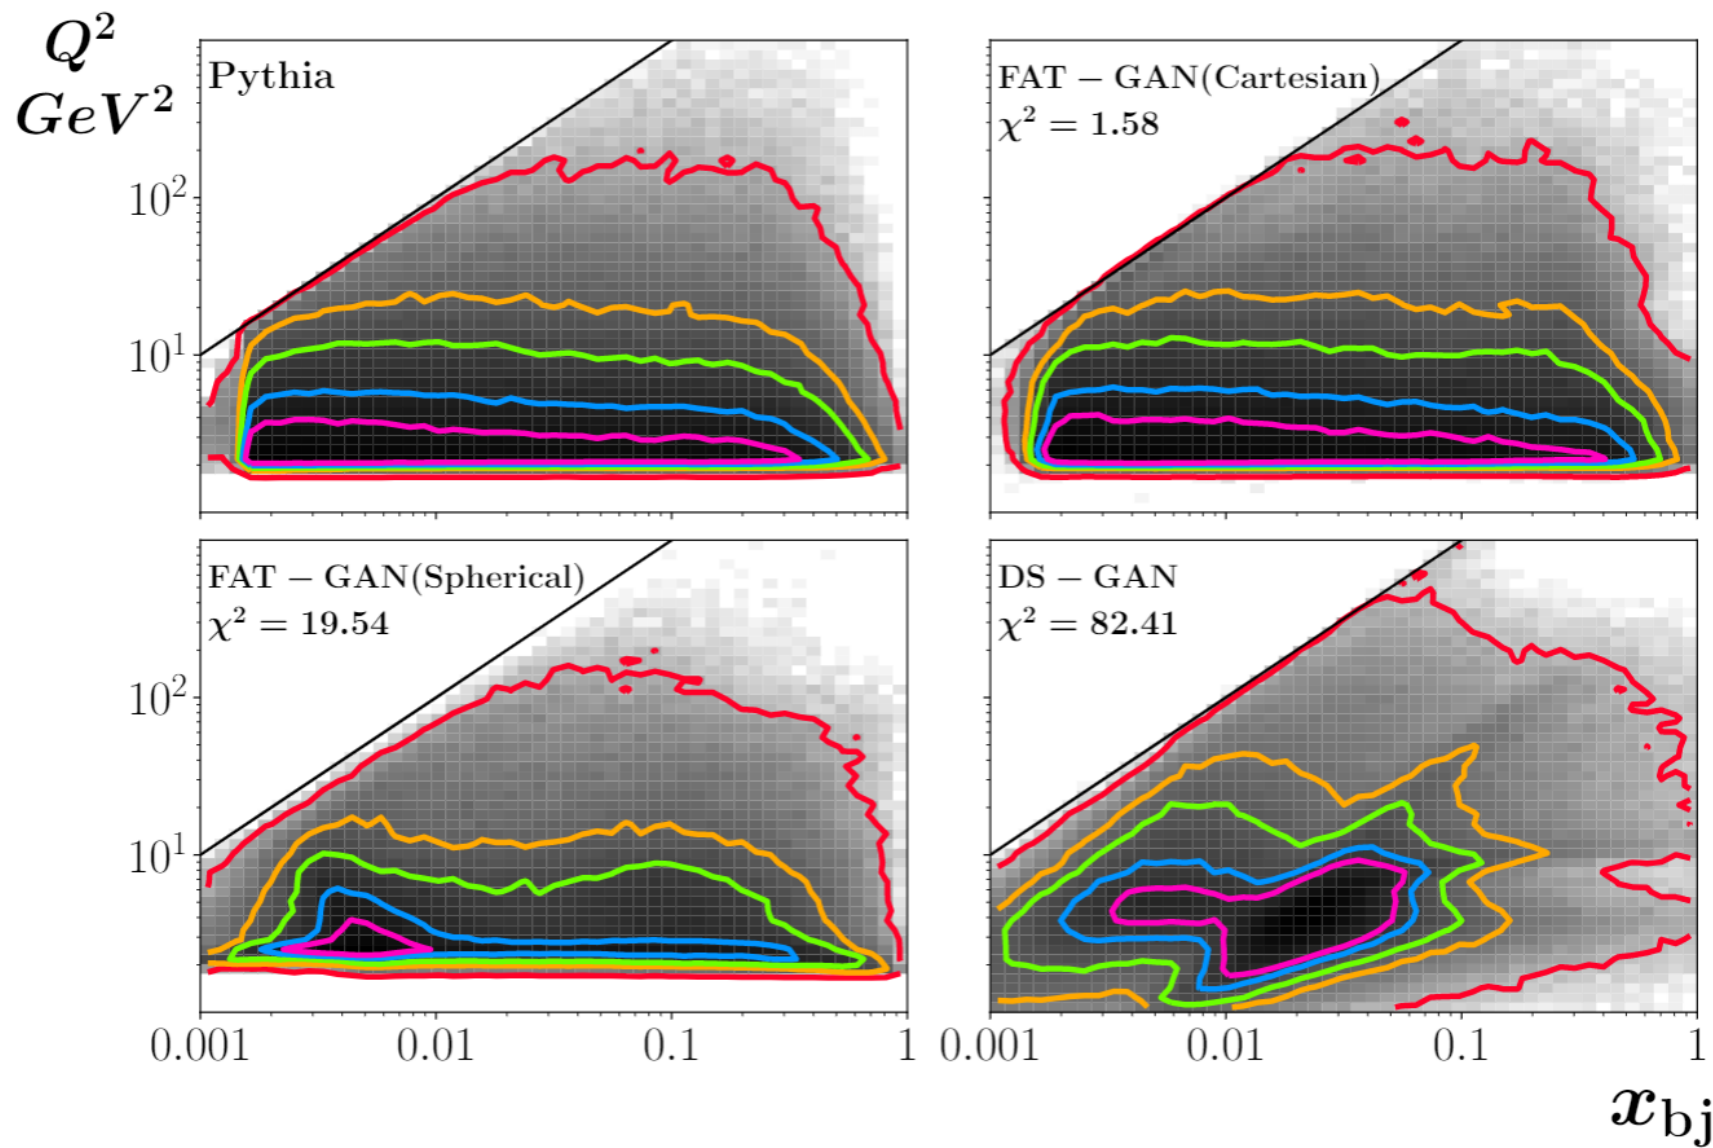 Q²
GeV²
Pythia
FAT − GAN(Cartesian)
χ² = 1.58
10²
10¹
FAT − GAN(Spherical)
χ² = 19.54
DS − GAN
χ² = 82.41
10²
10¹
0.001 0.01 0.1 1 0.001 0.01 0.1 1
x_bj